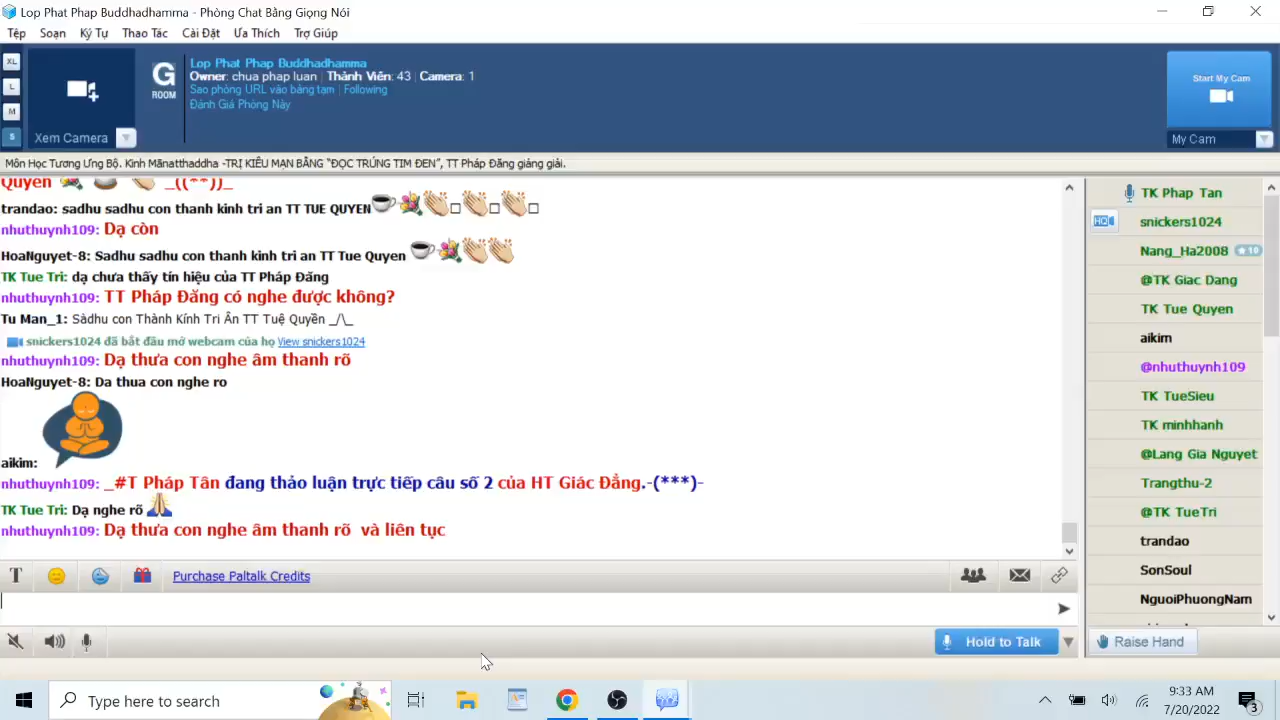 Lop Phat Phap Buddhadhamma - Phòng Chat Bằng Giọng Nói
Tệp Soạn Ký Tự Thao Tác Cài Đặt Ưa Thích Trợ Giúp
XL
L
M
S
Xem Camera
G
ROOM
Lop Phat Phap Buddhadhamma
Owner: chua phap luan | Thành Viên: 43 | Camera: 1
Sao phòng URL vào bảng tạm | Following
Đánh Giá Phòng Này
Start My Cam
My Cam
Môn Học Tương Ưng Bộ. Kinh Mānatthaddha -TRỊ KIÊU MẠN BẰNG “ĐỌC TRÚNG TIM ĐEN”, TT Pháp Đăng giảng giải.
Quyen _((**))_
trandao: sadhu sadhu con thanh kinh tri an TT TUE QUYEN
nhuthuynh109: Dạ còn
HoaNguyet-8: Sadhu sadhu con thanh kinh tri an TT Tue Quyen
TK Tue Tri: dạ chưa thấy tín hiệu của TT Pháp Đăng
nhuthuynh109: TT Pháp Đăng có nghe được không?
Tu Man_1: Sàdhu con Thành Kính Tri Ân TT Tuệ Quyền _/\_
snickers1024 đã bắt đầu mở webcam của họ View snickers1024
nhuthuynh109: Dạ thưa con nghe âm thanh rõ
HoaNguyet-8: Da thua con nghe ro
aikim:
nhuthuynh109: _#T Pháp Tân đang thảo luận trực tiếp câu số 2 của HT Giác Đẳng.-(***)-
TK Tue Tri: Dạ nghe rõ
nhuthuynh109: Dạ thưa con nghe âm thanh rõ và liên tục
TK Phap Tan
HD
snickers1024
Nang_Ha2008 ★10
@TK Giac Dang
TK Tue Quyen
aikim
@nhuthuynh109
TK TueSieu
TK minhhanh
@Lang Gia Nguyet
Trangthu-2
@TK TueTri
trandao
SonSoul
NguoiPhuongNam
T
Purchase Paltalk Credits
Hold to Talk
Raise Hand
Type here to search
9:33 AM
7/20/2022
3